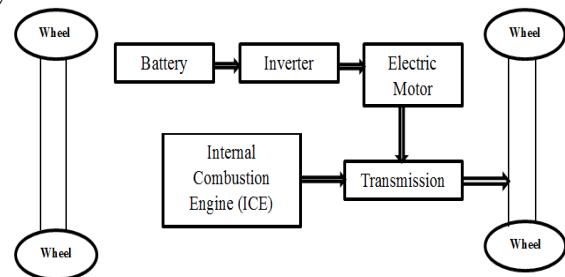 Wheel
Wheel
Battery
Inverter
Electric
Motor
Internal
Combustion
Engine (ICE)
Transmission
Wheel
Wheel